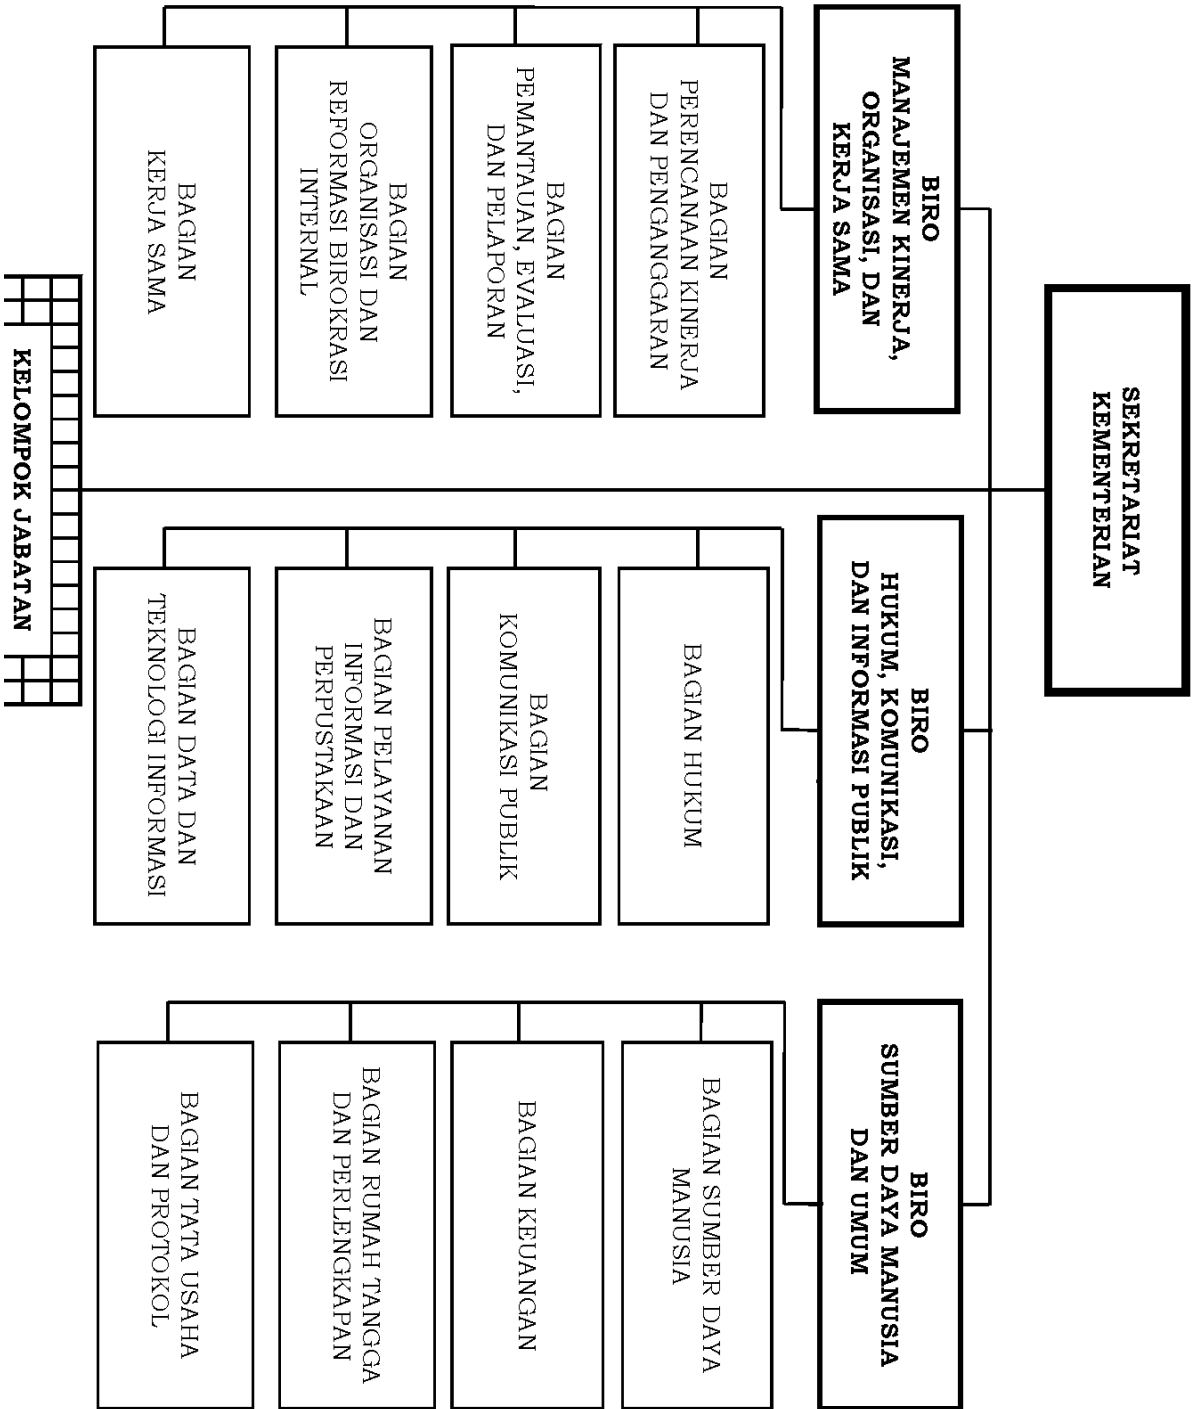 SEKRETARIAT
KEMENTERIAN
BIRO
MANAJEMEN KINERJA,
ORGANISASI, DAN
KERJA SAMA
BAGIAN
PERENCANAAN KINERJA
DAN PENGANGGARAN
BAGIAN
PEMANTAUAN, EVALUASI,
DAN PELAPORAN
BAGIAN
ORGANISASI DAN
REFORMASI BIROKRASI
INTERNAL
BAGIAN
KERJA SAMA
BIRO
HUKUM, KOMUNIKASI,
DAN INFORMASI PUBLIK
BAGIAN HUKUM
BAGIAN
KOMUNIKASI PUBLIK
BAGIAN PELAYANAN
INFORMASI DAN
PERPUSTAKAAN
BAGIAN DATA DAN
TEKNOLOGI INFORMASI
BIRO
SUMBER DAYA MANUSIA
DAN UMUM
BAGIAN SUMBER DAYA
MANUSIA
BAGIAN KEUANGAN
BAGIAN RUMAH TANGGA
DAN PERLENGKAPAN
BAGIAN TATA USAHA
DAN PROTOKOL
KELOMPOK JABATAN